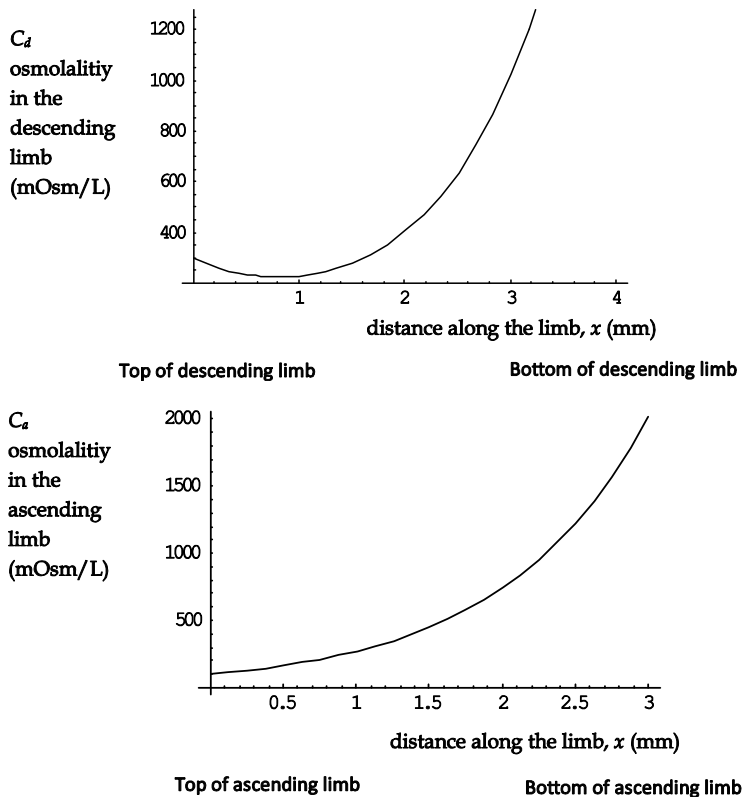 C_d
osmolalitiy
in the
descending
limb
(mOsm/L)
1200
1000
800
600
400
1 2 3 4
distance along the limb, x (mm)
Top of descending limb Bottom of descending limb
C_a
osmolalitiy
in the
ascending
limb
(mOsm/L)
2000
1500
1000
500
0.5 1 1.5 2 2.5 3
distance along the limb, x (mm)
Top of ascending limb Bottom of ascending limb